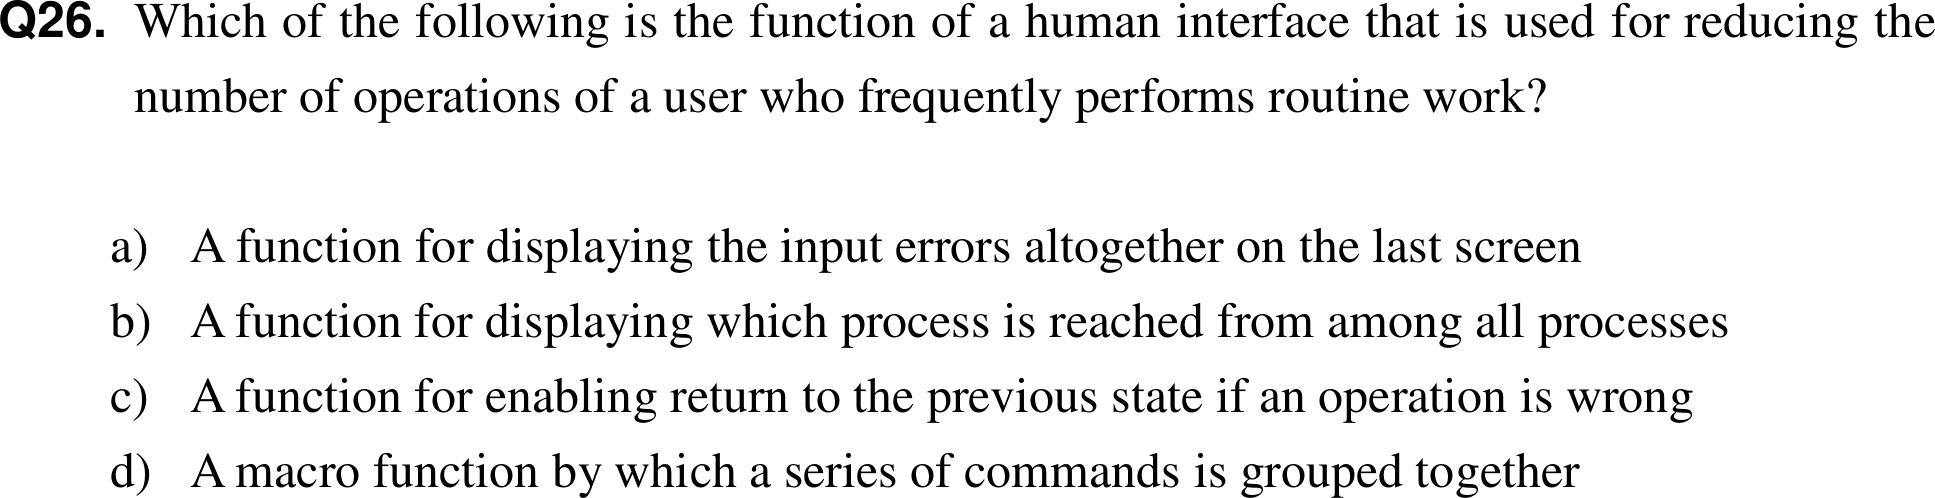 Q26. Which of the following is the function of a human interface that is used for reducing the
number of operations of a user who frequently performs routine work?
a) A function for displaying the input errors altogether on the last screen
b) A function for displaying which process is reached from among all processes
c) A function for enabling return to the previous state if an operation is wrong
d) A macro function by which a series of commands is grouped together